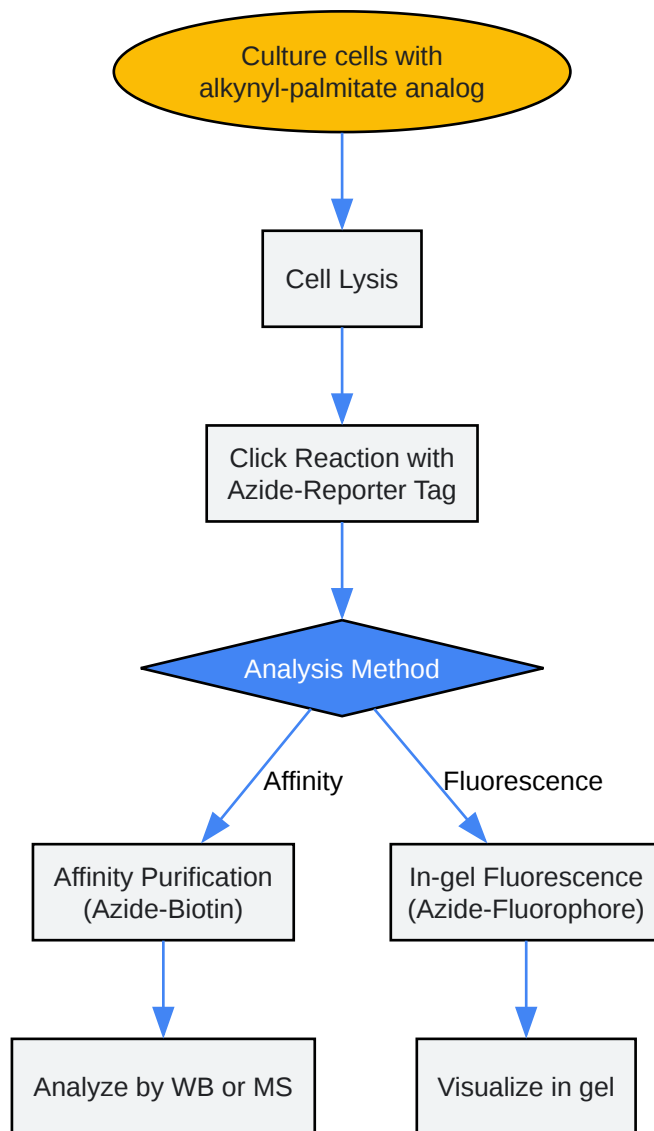 Culture cells with
alkynyl-palmitate analog
Cell Lysis
Click Reaction with
Azide-Reporter Tag
Analysis Method
Affinity
Fluorescence
Affinity Purification
(Azide-Biotin)
In-gel Fluorescence
(Azide-Fluorophore)
Analyze by WB or MS
Visualize in gel